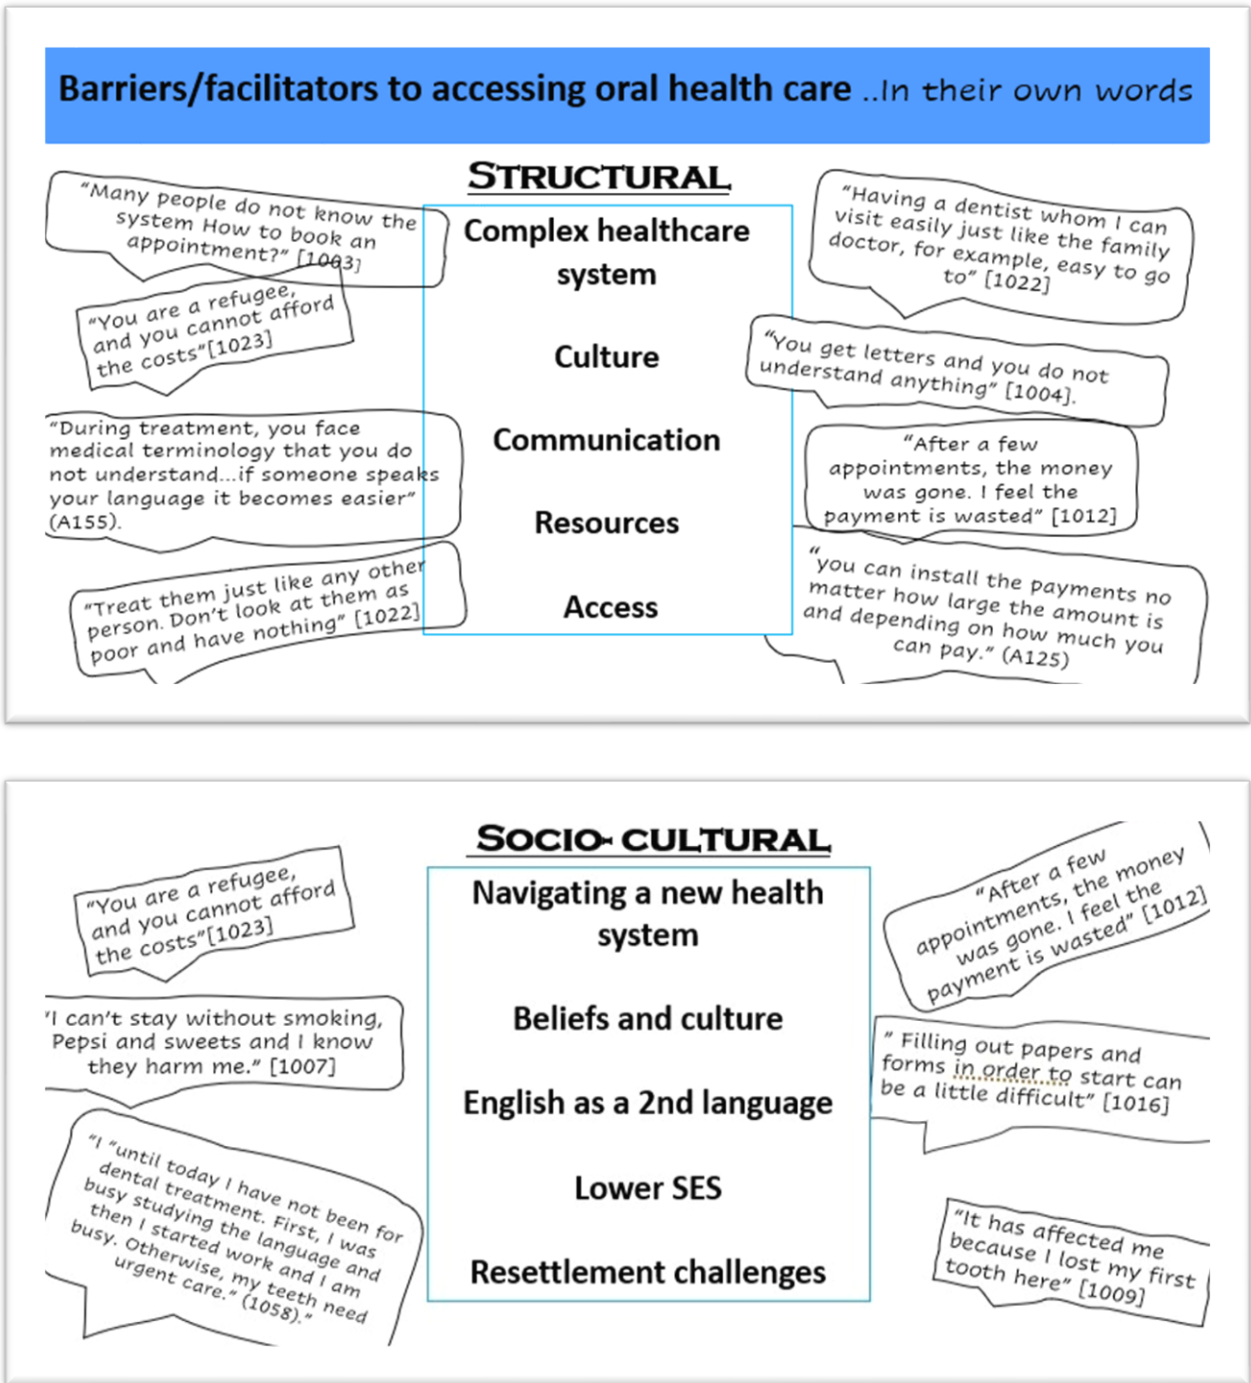 Barriers/facilitators to accessing oral health care ..In their own words
STRUCTURAL
"Many people do not know the
system How to book an
appointment?" [1003]
"You are a refugee,
and you cannot afford
the costs"[1023]
"During treatment, you face
medical terminology that you do
not understand...if someone speaks
your language it becomes easier"
(A155).
"Treat them just like any other
person. Don't look at them as
poor and have nothing" [1022]
Complex healthcare
system
Culture
Communication
Resources
Access
"Having a dentist whom I can
visit easily just like the family
doctor, for example, easy to go
to" [1022]
"You get letters and you do not
understand anything" [1004].
"After a few
appointments, the money
was gone. I feel the
payment is wasted" [1012]
"you can install the payments no
matter how large the amount is
and depending on how much you
can pay." (A125)
SOCIO- CULTURAL
"You are a refugee,
and you cannot afford
the costs"[1023]
"I can't stay without smoking,
Pepsi and sweets and I know
they harm me." [1007]
"I "until today I have not been for
dental treatment. First, I was
busy studying the language and
then I started work and I am
busy. Otherwise, my teeth need
urgent care." (1058)."
Navigating a new health
system
Beliefs and culture
English as a 2nd language
Lower SES
Resettlement challenges
"After a few
appointments, the money
was gone. I feel the
payment is wasted" [1012]
" Filling out papers and
forms in order to start can
be a little difficult" [1016]
"It has affected me
because I lost my first
tooth here" [1009]